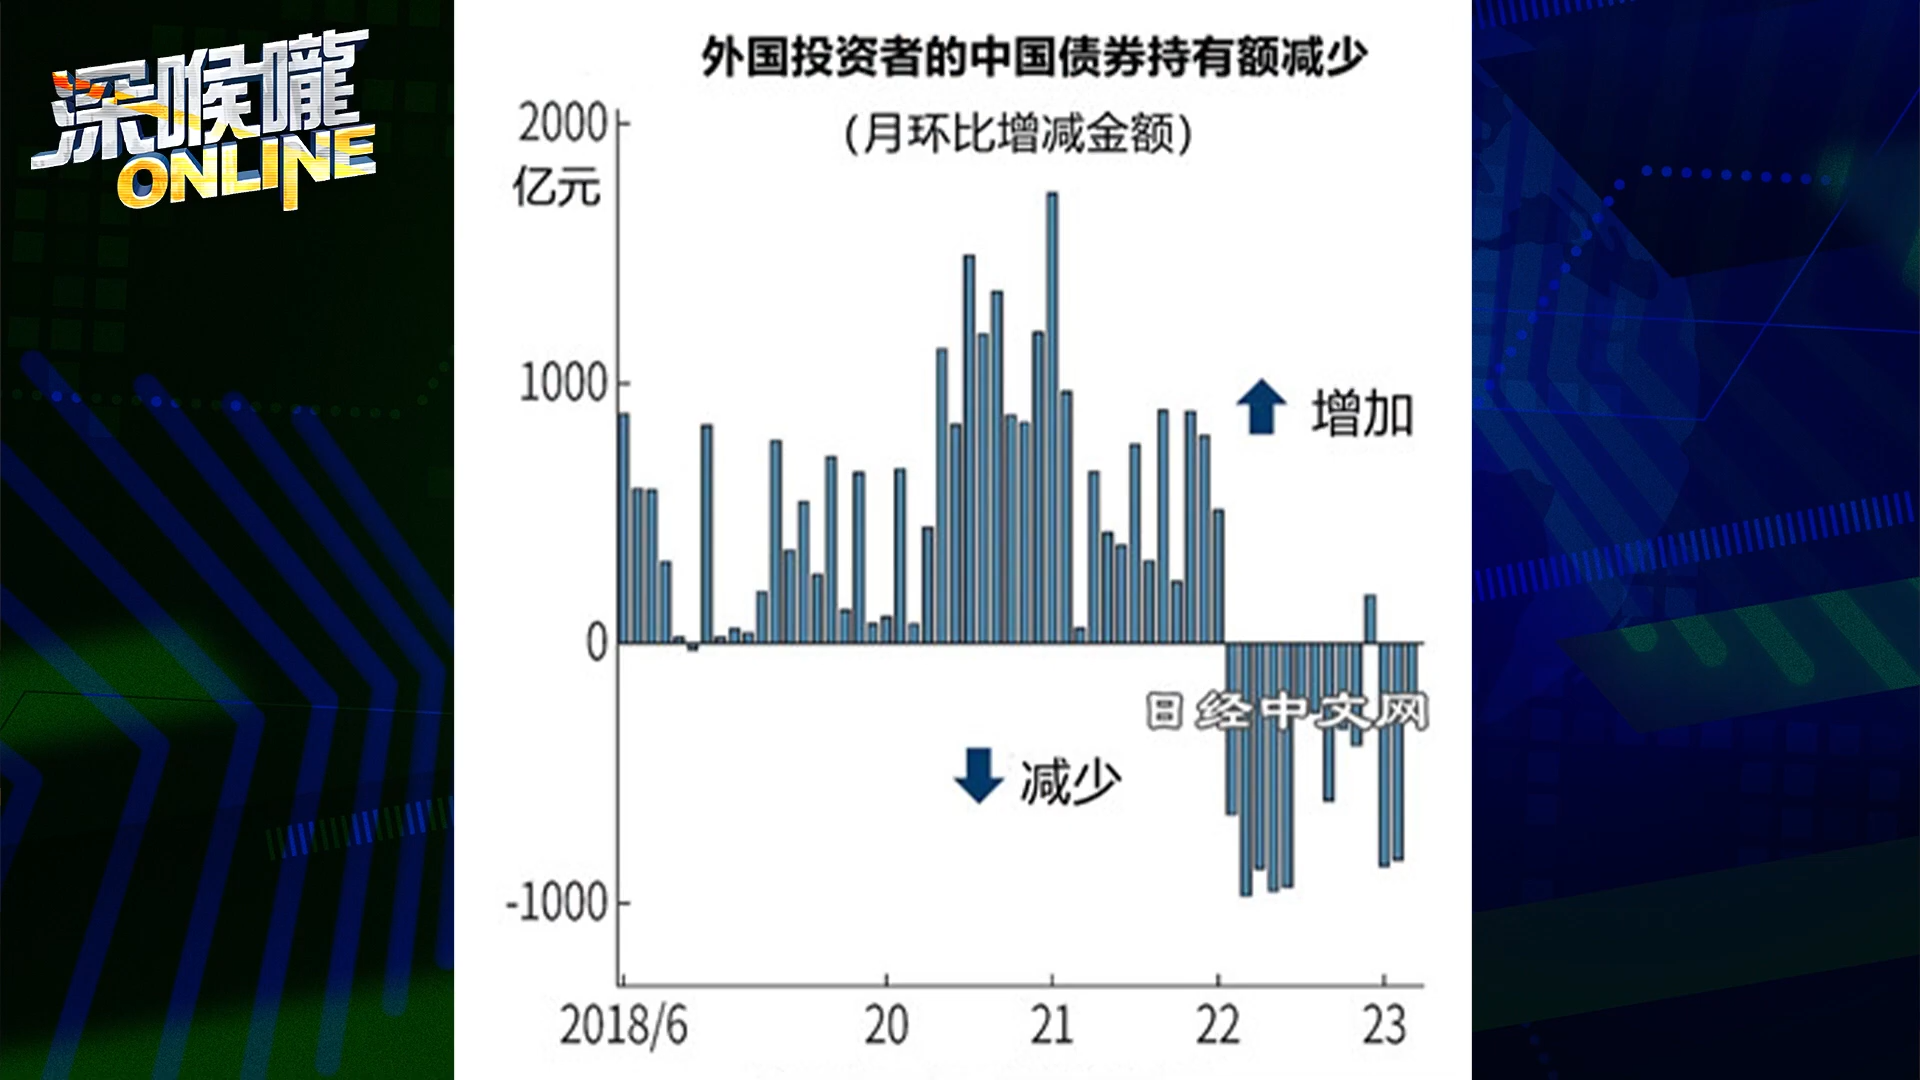 深喉嚨
ONLINE
外国投资者的中国债券持有额减少
(月环比增减金额)
2000
亿元
1000
增加
0
日经中文网
减少
-1000
2018/6 20 21 22 23